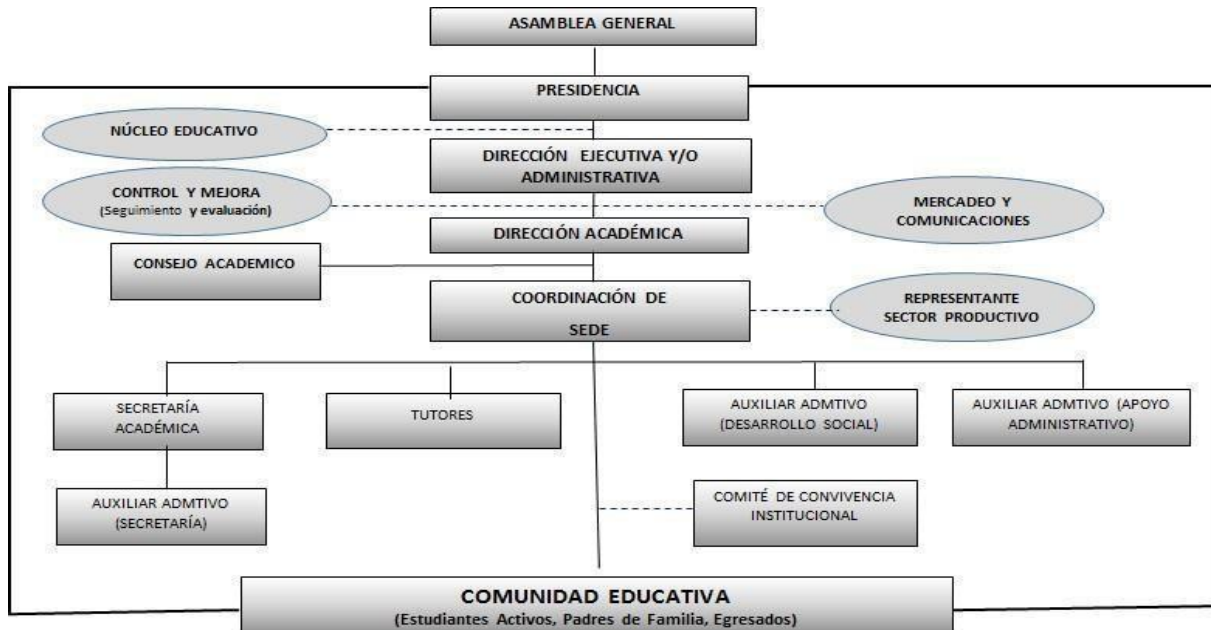 ASAMBLEA GENERAL
PRESIDENCIA
NÚCLEO EDUCATIVO
DIRECCIÓN EJECUTIVA Y/O
ADMINISTRATIVA
CONTROL Y MEJORA
(Seguimiento y evaluación)
MERCADEO Y
COMUNICACIONES
DIRECCIÓN ACADÉMICA
CONSEJO ACADEMICO
COORDINACIÓN DE
SEDE
REPRESENTANTE
SECTOR PRODUCTIVO
SECRETARÍA
ACADÉMICA
TUTORES
AUXILIAR ADMTIVO
(DESARROLLO SOCIAL)
AUXILIAR ADMTIVO (APOYO
ADMINISTRATIVO)
AUXILIAR ADMTIVO
(SECRETARÍA)
COMITÉ DE CONVIVENCIA
INSTITUCIONAL
COMUNIDAD EDUCATIVA
(Estudiantes Activos, Padres de Familia, Egresados)